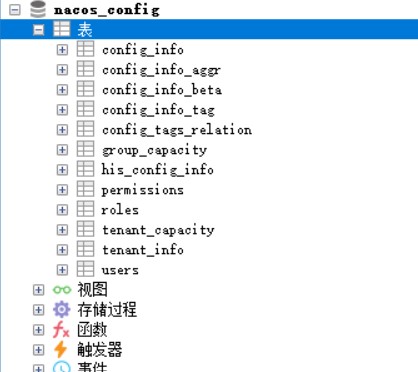 nacos_config
表
config_info
config_info_aggr
config_info_beta
config_info_tag
config_tags_relation
group_capacity
his_config_info
permissions
roles
tenant_capacity
tenant_info
users
视图
存储过程
函数
触发器
事件